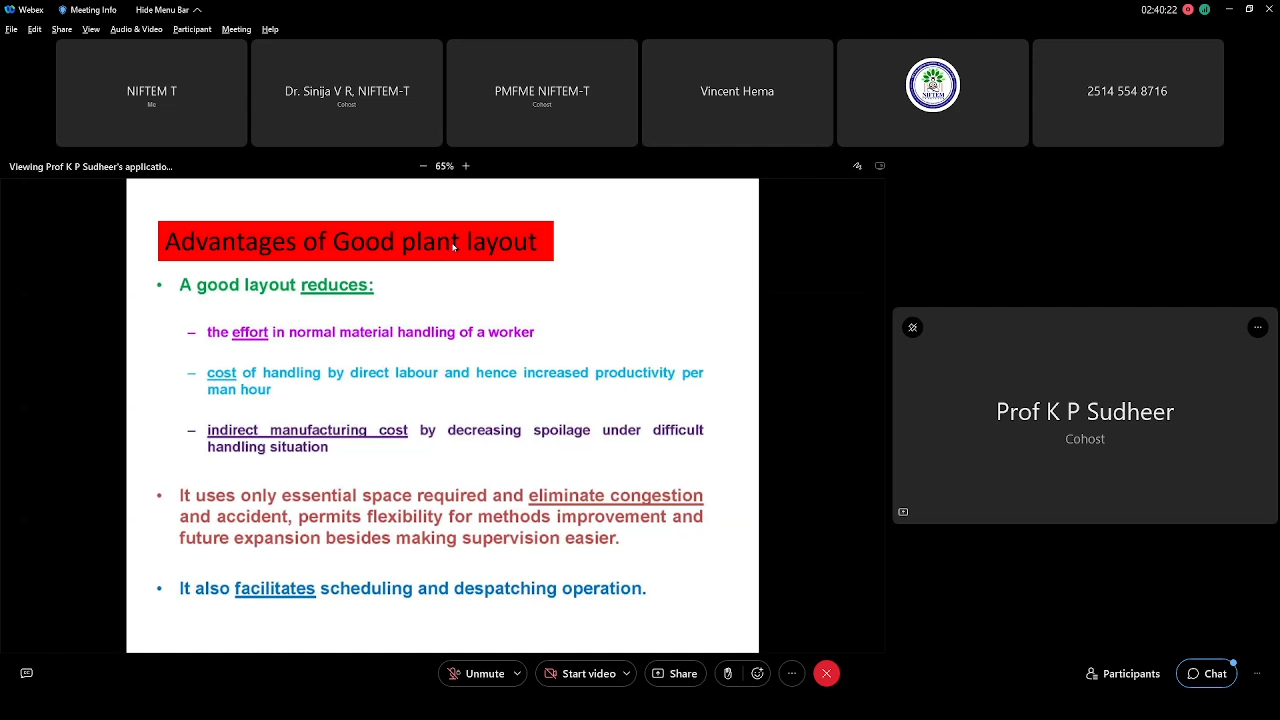 Webex
Meeting Info
Hide Menu Bar
02:40:22
File Edit Share View Audio & Video Participant Meeting Help
NIFTEM T
Me
Dr. Sinija V R, NIFTEM-T
Cohost
PMFME NIFTEM-T
Cohost
Vincent Hema
NIFTEM
2514 554 8716
Viewing Prof K P Sudheer's applicatio...
65%
Advantages of Good plant layout
• A good layout reduces:
– the effort in normal material handling of a worker
– cost of handling by direct labour and hence increased productivity per
man hour
– indirect manufacturing cost by decreasing spoilage under difficult
handling situation
• It uses only essential space required and eliminate congestion
and accident, permits flexibility for methods improvement and
future expansion besides making supervision easier.
• It also facilitates scheduling and despatching operation.
Prof K P Sudheer
Cohost
Unmute
Start video
Share
Participants
Chat